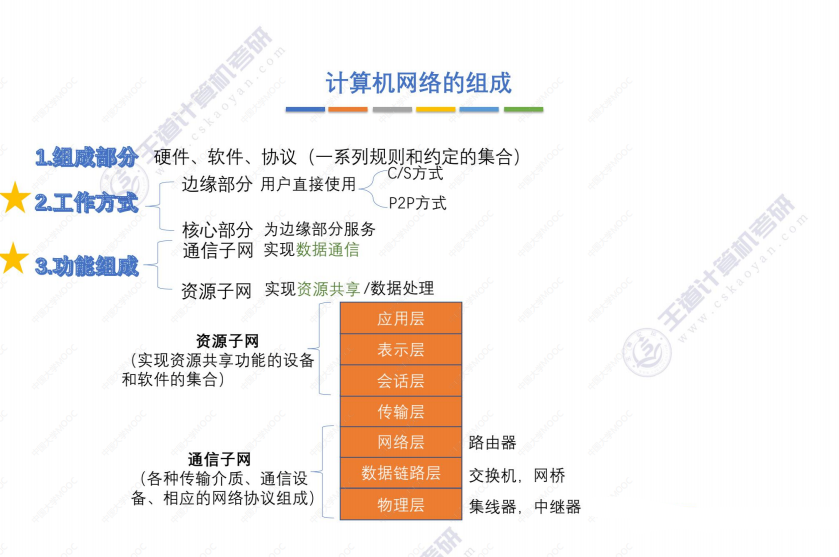 计算机网络的组成
1.组成部分 硬件、软件、协议（一系列规则和约定的集合）
2.工作方式
边缘部分 用户直接使用
C/S方式
P2P方式
核心部分 为边缘部分服务
3.功能组成
通信子网 实现数据通信
资源子网 实现资源共享/数据处理
资源子网
（实现资源共享功能的设备
和软件的集合）
应用层
表示层
会话层
传输层
网络层 路由器
数据链路层 交换机，网桥
物理层 集线器，中继器
通信子网
（各种传输介质、通信设
备、相应的网络协议组成）
王道计算机考研
www.cskaoyan.com
王道计算机考研
www.cskaoyan.com